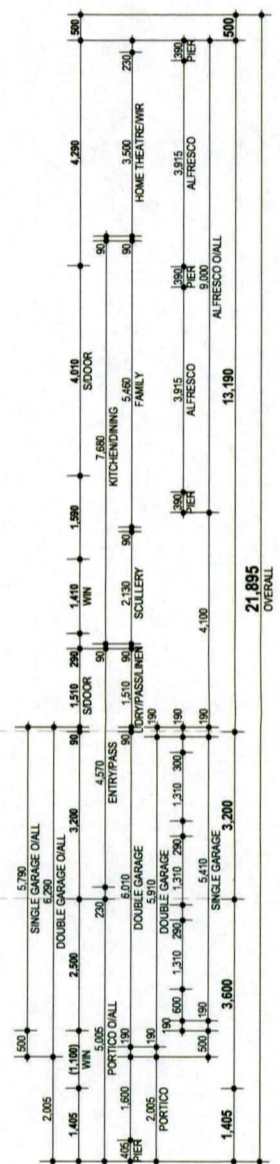 5,790
500 SINGLE GARAGE O/ALL
2,005 6,290
DOUBLE GARAGE O/ALL
1,405 (1,100) 2,500 3,200 90 1,510 290 1,410 1,590 4,010 4,290 500
WIN S/DOOR WIN S/DOOR
5,005 230 4,570 90 7,680 90
PORTICO O/ALL ENTRY/PASS KITCHEN/DINING
405 1,600 190 6,010 90 1,510 90 2,130 90 5,460 90 3,500 230
PIER DOUBLE GARAGE L'DRY/PASS/LINEN SCULLERY FAMILY HOME THEATRE/WIR
2,005 190 5,910 190
PORTICO DOUBLE GARAGE
190 600 1,310 290 1,310 290 1,310 300 190 390 3,915 390 3,915 390
PIER ALFRESCO PIER ALFRESCO PIER
500 190 5,410 190 4,100 9,000
SINGLE GARAGE ALFRESCO O/ALL
1,405 3,600 3,200 13,190 500
21,895
OVERALL